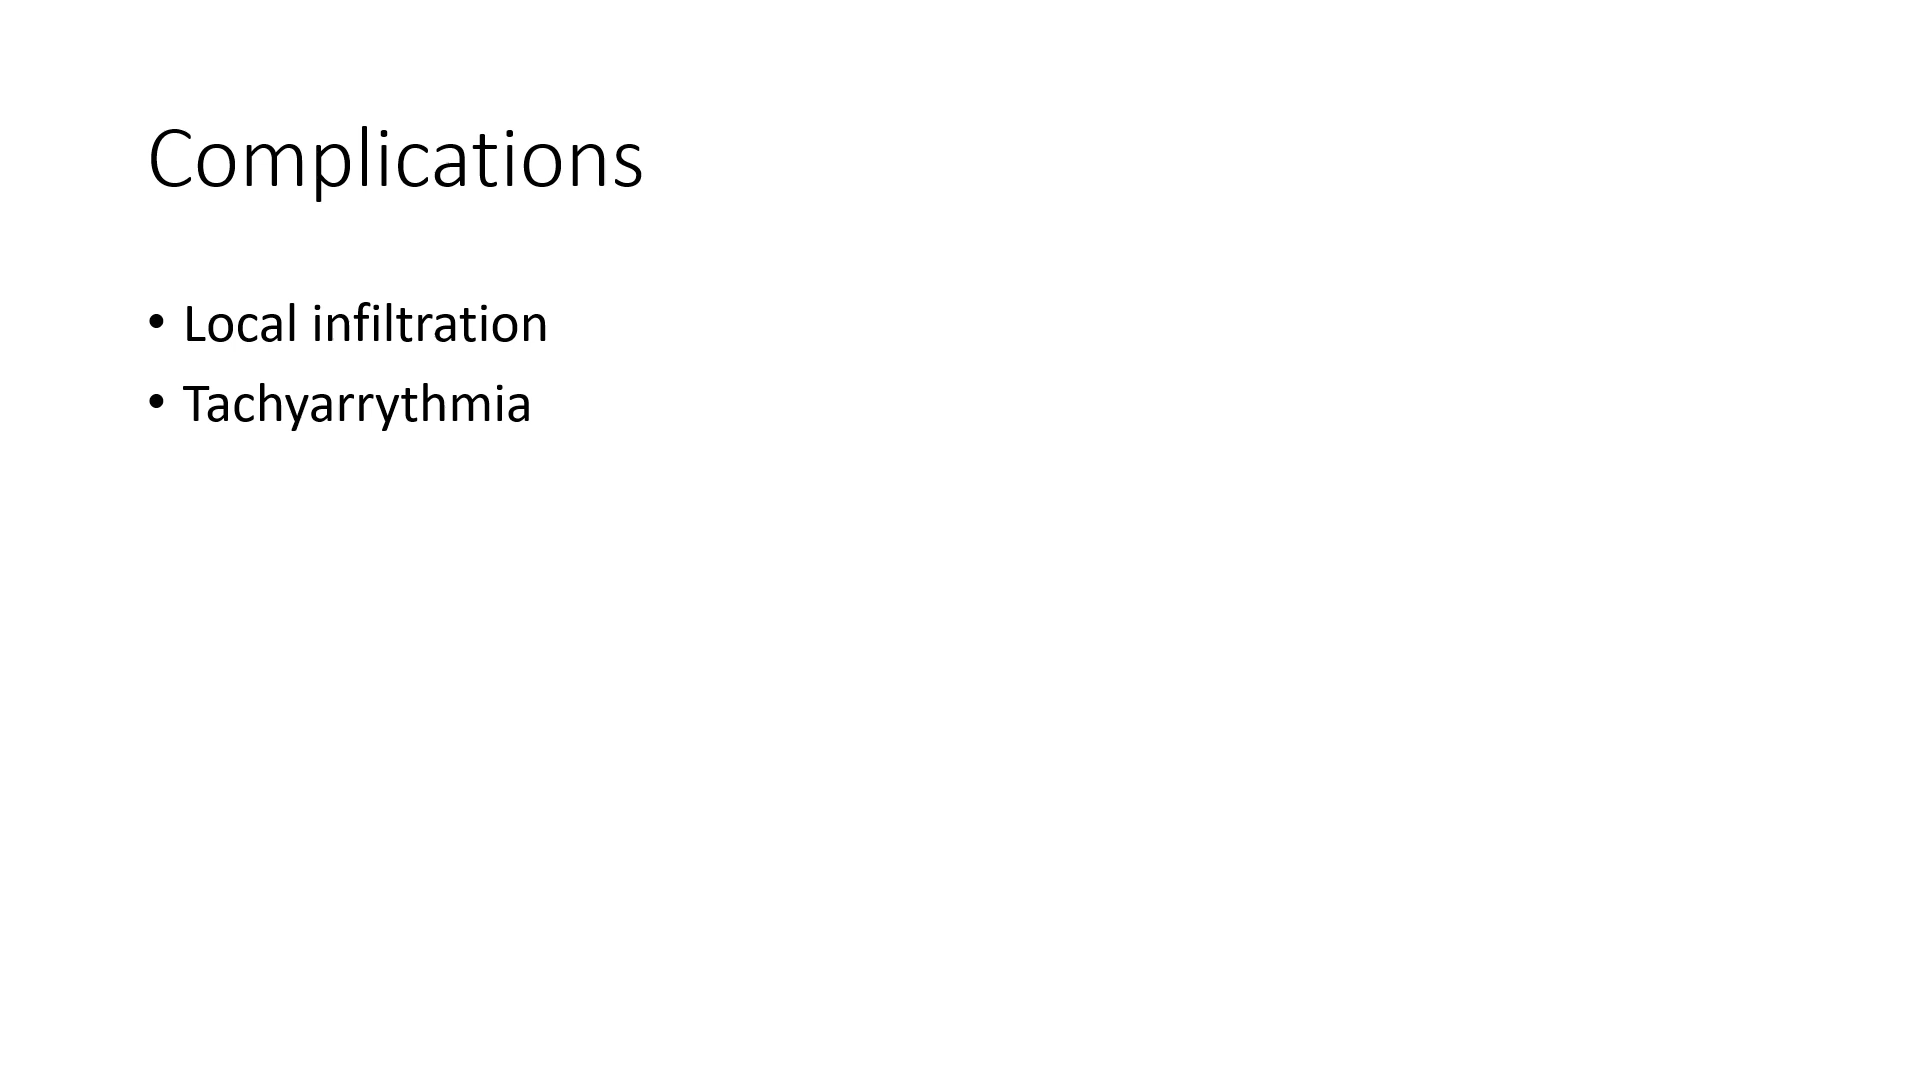 Complications
• Local infiltration
• Tachyarrythmia